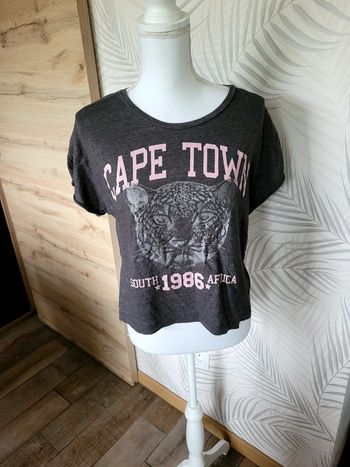 CAPE TOWN
SOUTH 1986 AFRICA